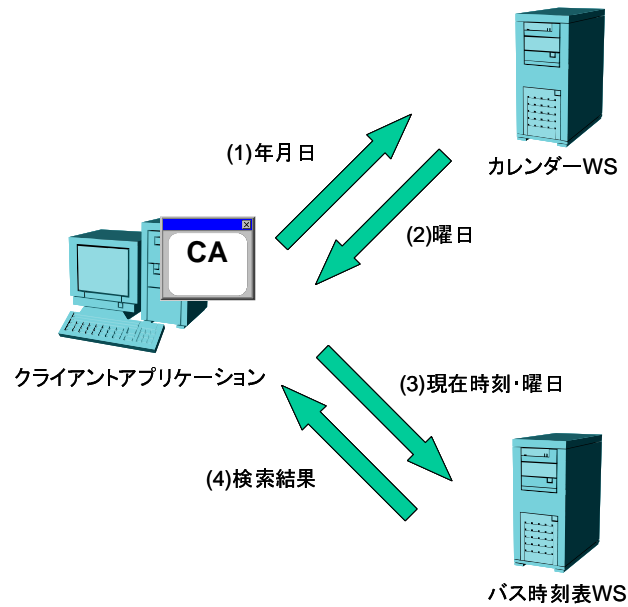 (1)年月日
カレンダーWS
(2)曜日
CA
クライアントアプリケーション
(3)現在時刻・曜日
(4)検索結果
バス時刻表WS